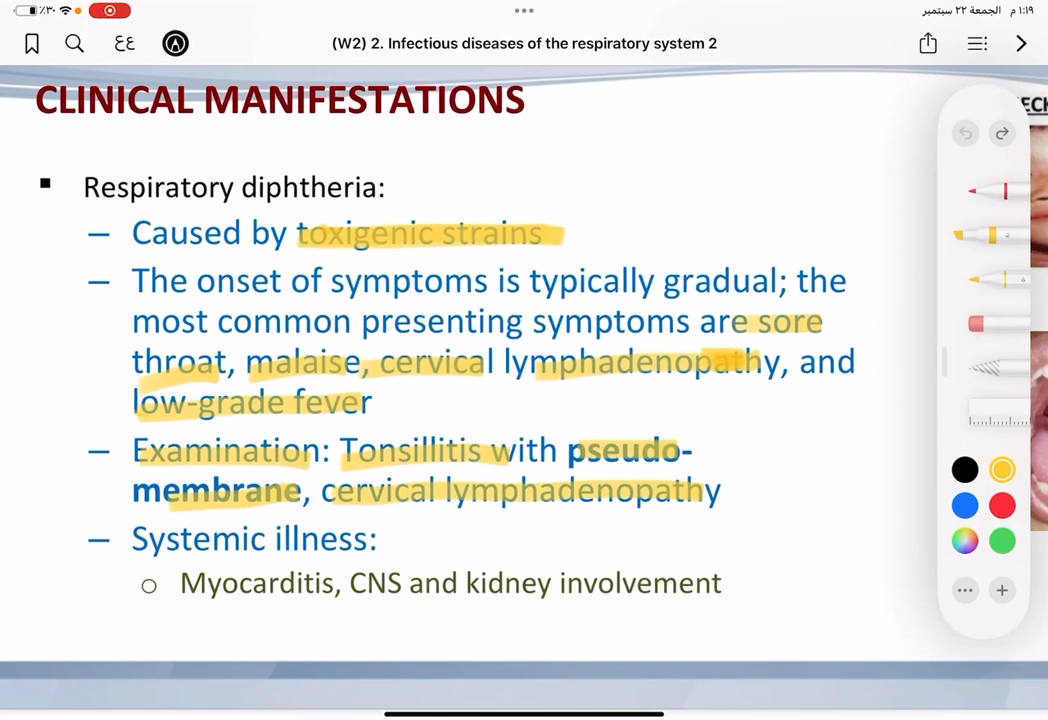 ٪٣٠
١:١٩ م الجمعة ٢٢ سبتمبر
ع٤
(W2) 2. Infectious diseases of the respiratory system 2
CLINICAL MANIFESTATIONS
Respiratory diphtheria:
– Caused by toxigenic strains
– The onset of symptoms is typically gradual; the
most common presenting symptoms are sore
throat, malaise, cervical lymphadenopathy, and
low-grade fever
– Examination: Tonsillitis with pseudo-
membrane, cervical lymphadenopathy
– Systemic illness:
o Myocarditis, CNS and kidney involvement